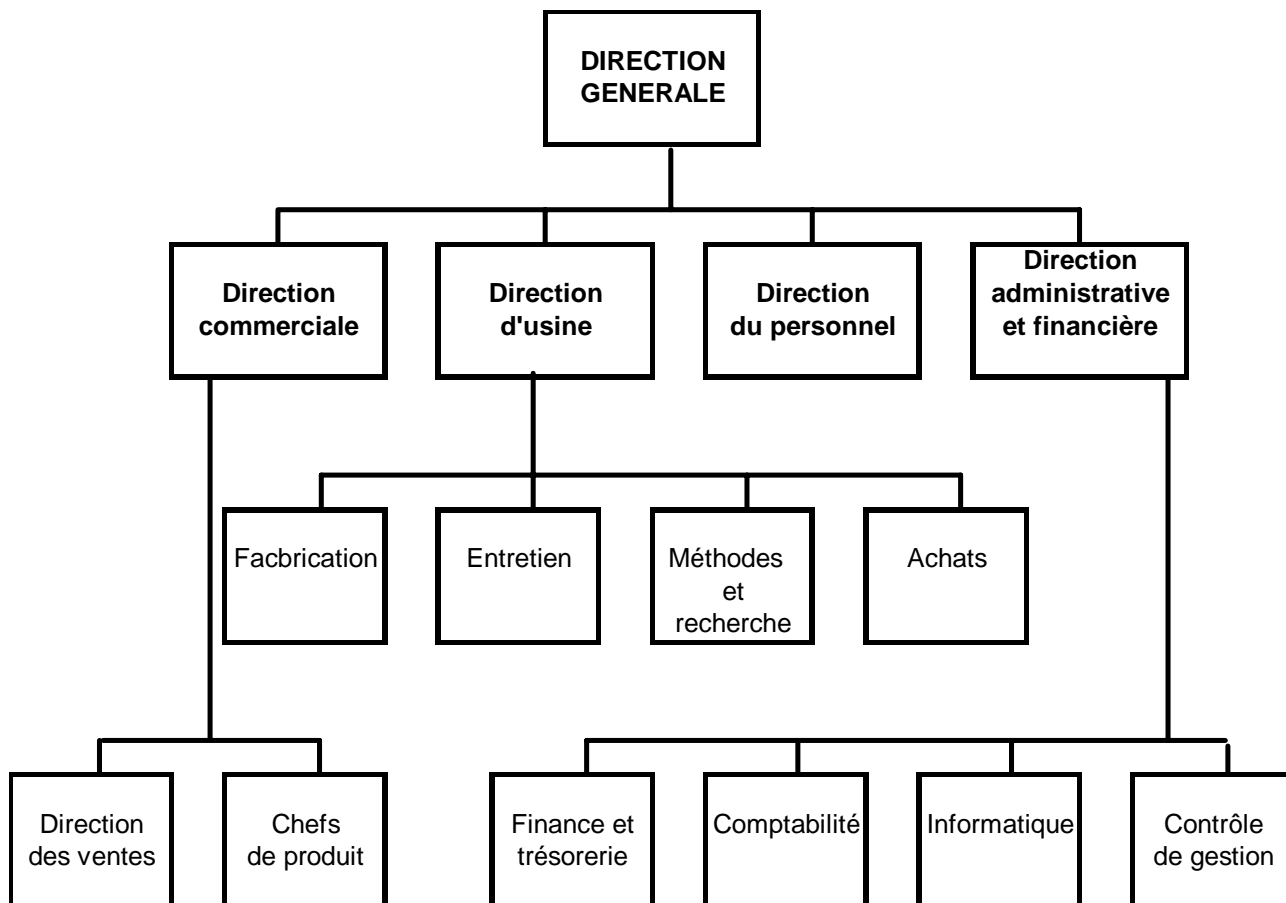 DIRECTION
GENERALE
Direction
commerciale
Direction
d'usine
Direction
du personnel
Direction
administrative
et financière
Facbrication
Entretien
Méthodes
et
recherche
Achats
Direction
des ventes
Chefs
de produit
Finance et
trésorerie
Comptabilité
Informatique
Contrôle
de gestion